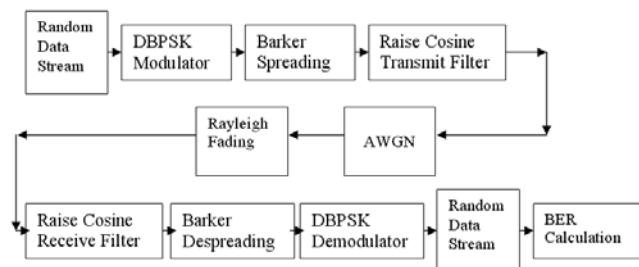 Random
Data
Stream
DBPSK
Modulator
Barker
Spreading
Raise Cosine
Transmit Filter
Rayleigh
Fading
AWGN
Raise Cosine
Receive Filter
Barker
Despreading
DBPSK
Demodulator
Random
Data
Stream
BER
Calculation